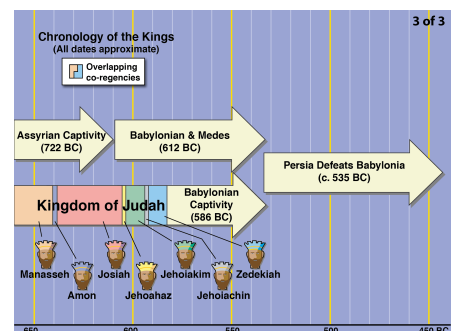 3 of 3
Chronology of the Kings
(All dates approximate)
Overlapping
co-regencies
Assyrian Captivity
(722 BC)
Babylonian & Medes
(612 BC)
Persia Defeats Babylonia
(c. 535 BC)
Kingdom of Judah
Babylonian
Captivity
(586 BC)
Manasseh
Josiah
Jehoiakim
Zedekiah
Amon
Jehoahaz
Jehoiachin
650
600
550
500
450 BC